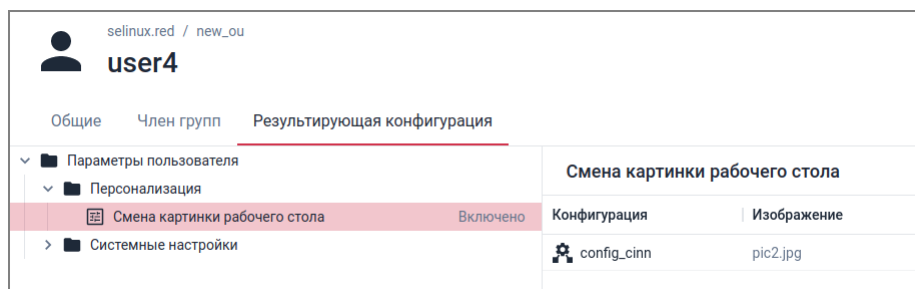 selinux.red / new_ou
user4
Общие Член групп Результирующая конфигурация
Параметры пользователя
Персонализация
Смена картинки рабочего стола Включено
Системные настройки
Смена картинки рабочего стола
Конфигурация Изображение
config_cinn pic2.jpg